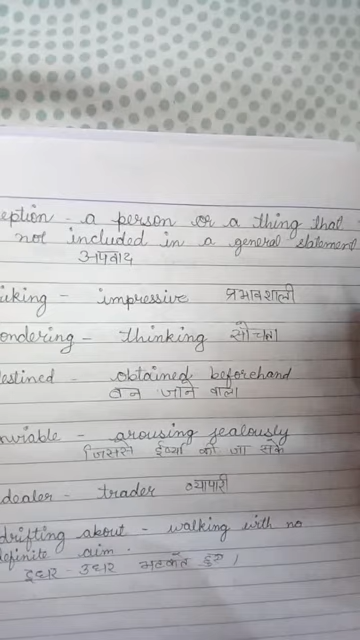 eption - a person or a thing that
not included in a general statement
अपवाद
iking - impressive प्रभावशाली
ondering - thinking सोचना
estined - obtained beforehand
बन जाने वाला
nviable - arousing jealously
जिससे ईर्ष्या की जा सके
dealer - trader व्यापारी
drifting about - walking with no
definite aim.
इधर-उधर भटकते हुए।